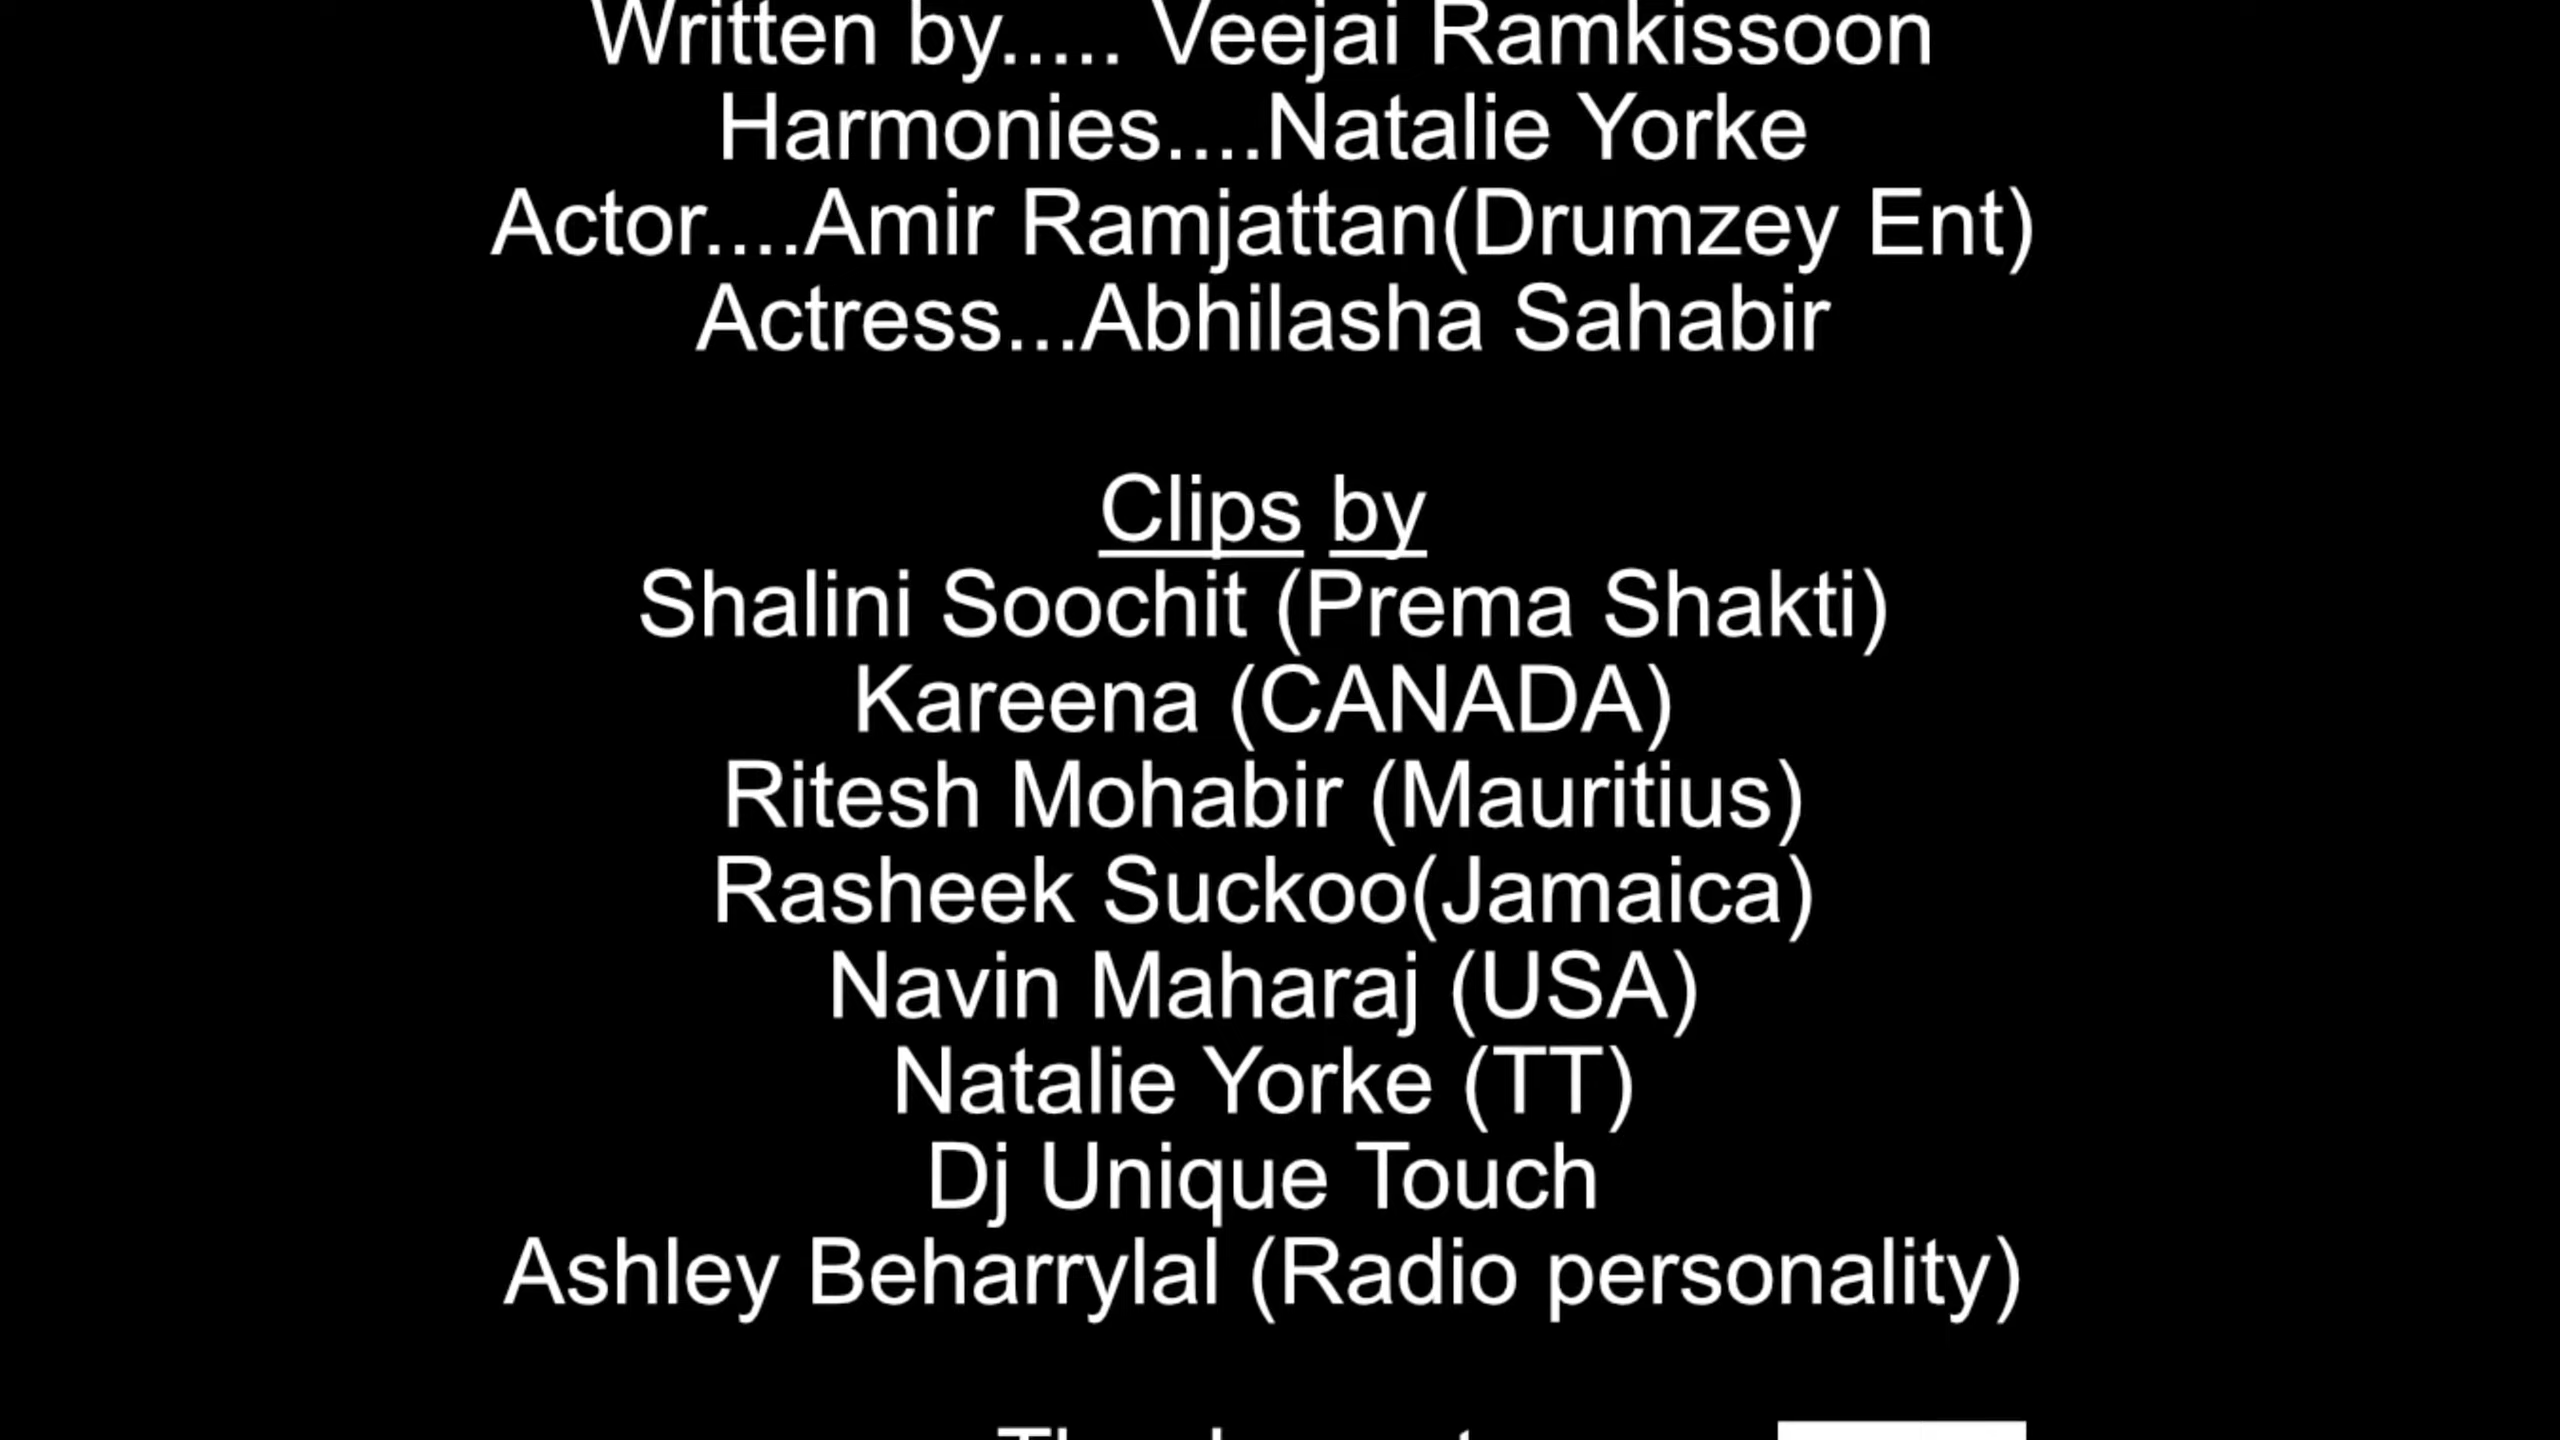 Written by..... Veejai Ramkissoon
Harmonies....Natalie Yorke
Actor....Amir Ramjattan(Drumzey Ent)
Actress...Abhilasha Sahabir
Clips by
Shalini Soochit (Prema Shakti)
Kareena (CANADA)
Ritesh Mohabir (Mauritius)
Rasheek Suckoo(Jamaica)
Navin Maharaj (USA)
Natalie Yorke (TT)
Dj Unique Touch
Ashley Beharrylal (Radio personality)